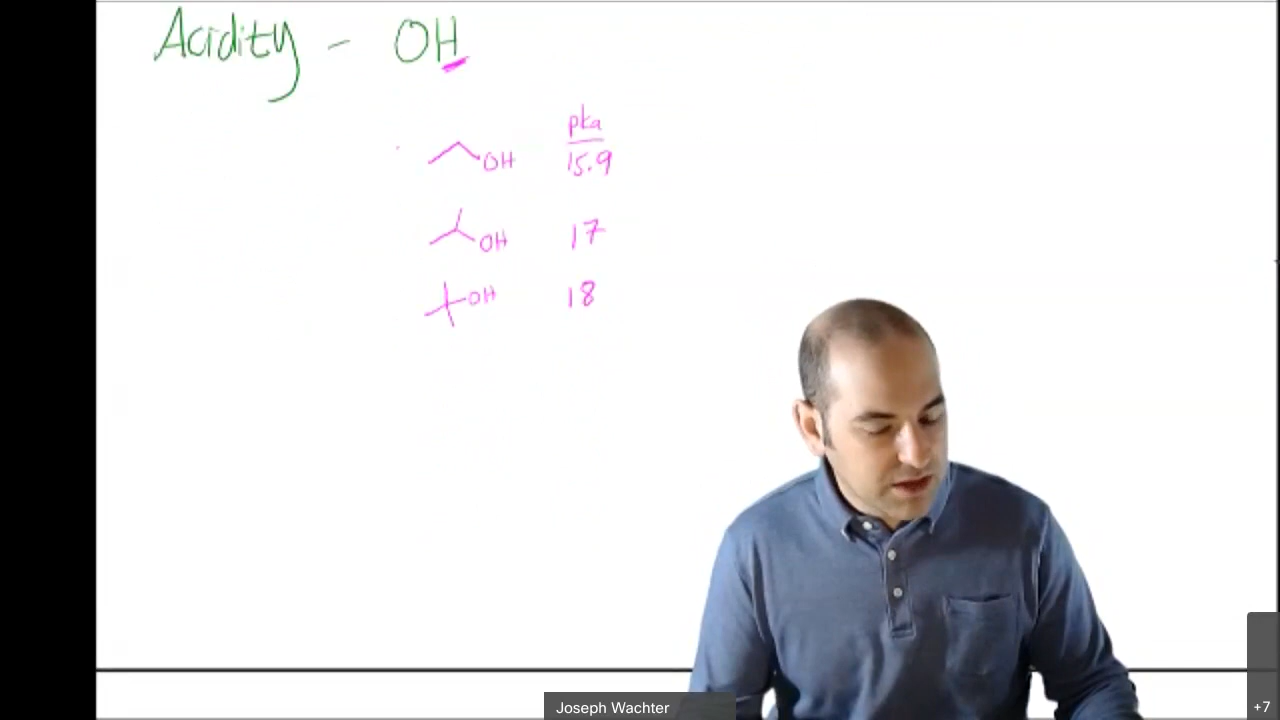 Acidity - OH
pka
OH 15.9
OH 17
OH 18
Joseph Wachter
+7